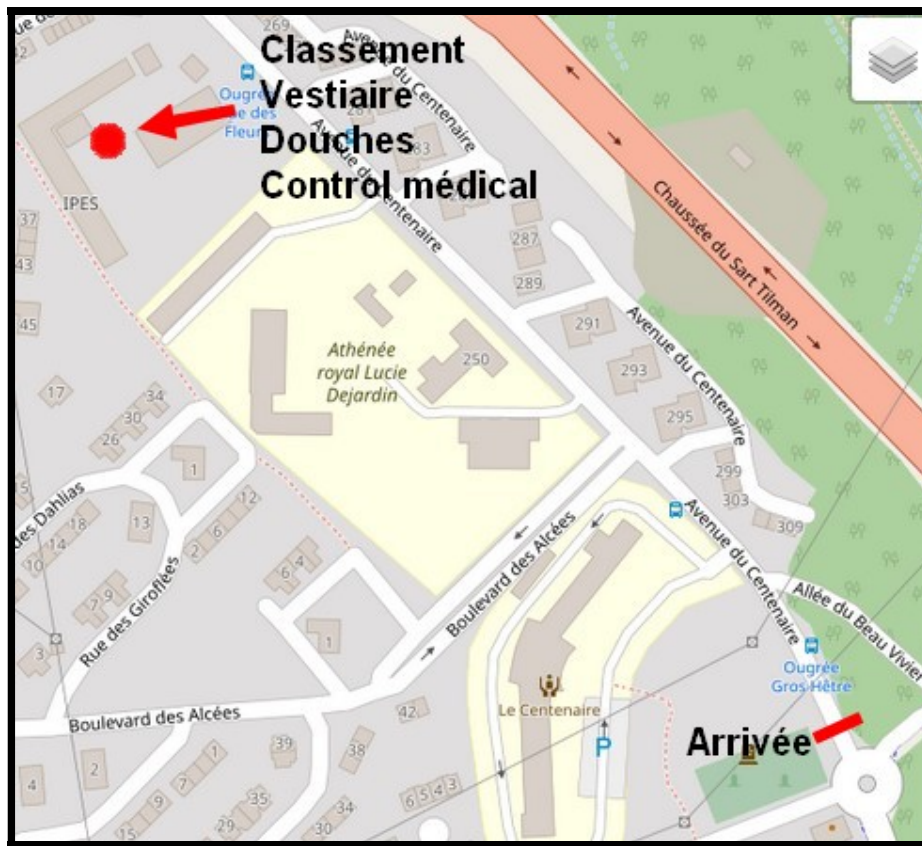 ue de
42
269
Classement
Vestiaire
Douches
Control médical
Avenue du Centenaire
Ougrée
e des
Fleur
Avenue du Centenaire
283
IPES
37
43
45
287
289
291
293
295
299
303
309
Avenue du Centenaire
Chaussée du Sart Tilman
Athénée
royal Lucie
Dejardin
250
17
34
30
26
1
des Dahlias
18
14
10
13
12
6
2
7-9
3
Rue des Giroflées
6 4
1
Boulevard des Alcées
Boulevard des Alcées
Avenue du Centenaire
Allée du Beau Vivier
Ougrée
Gros Hêtre
Le Centenaire
P
Arrivée
42
39
38
4
2
1
7
9
15
35
29
34
30
6 5 4 3